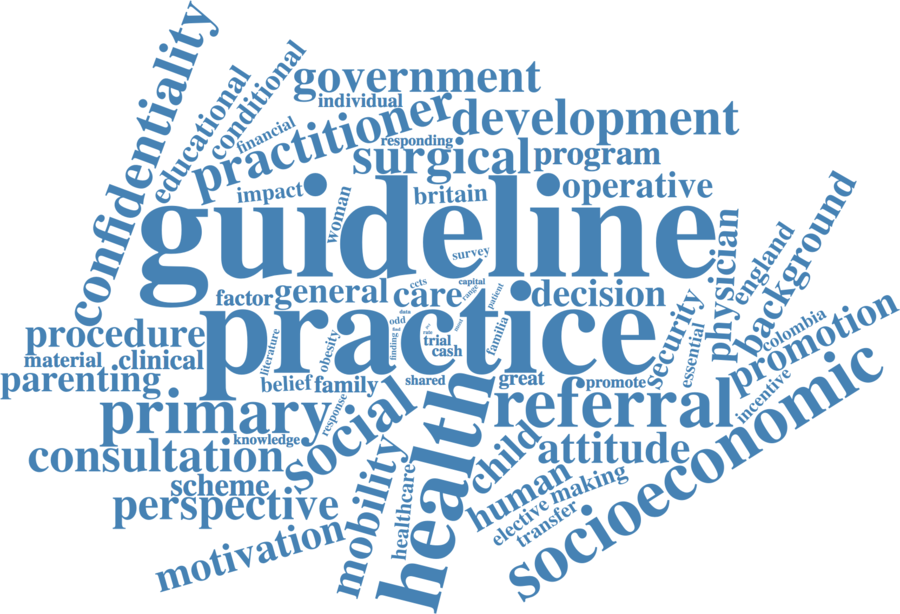 confidentiality
educational
conditional
financial
government
individual
practitioner
responding
development
surgical
program
impact
woman
britain
operative
guideline
survey
physician
england
background
factor
general
care
ccts
capital
range
patient
decision
security
essential
colombia
promotion
procedure
material
clinical
parenting
practice
literature
obesity
data
odd
find
finding
rate
trial
cash
familia
belief
family
shared
great
promote
incentive
primary
response
knowledge
social
health
referral
socioeconomic
consultation
scheme
perspective
motivation
mobility
healthcare
child
attitude
human
elective
making
transfer